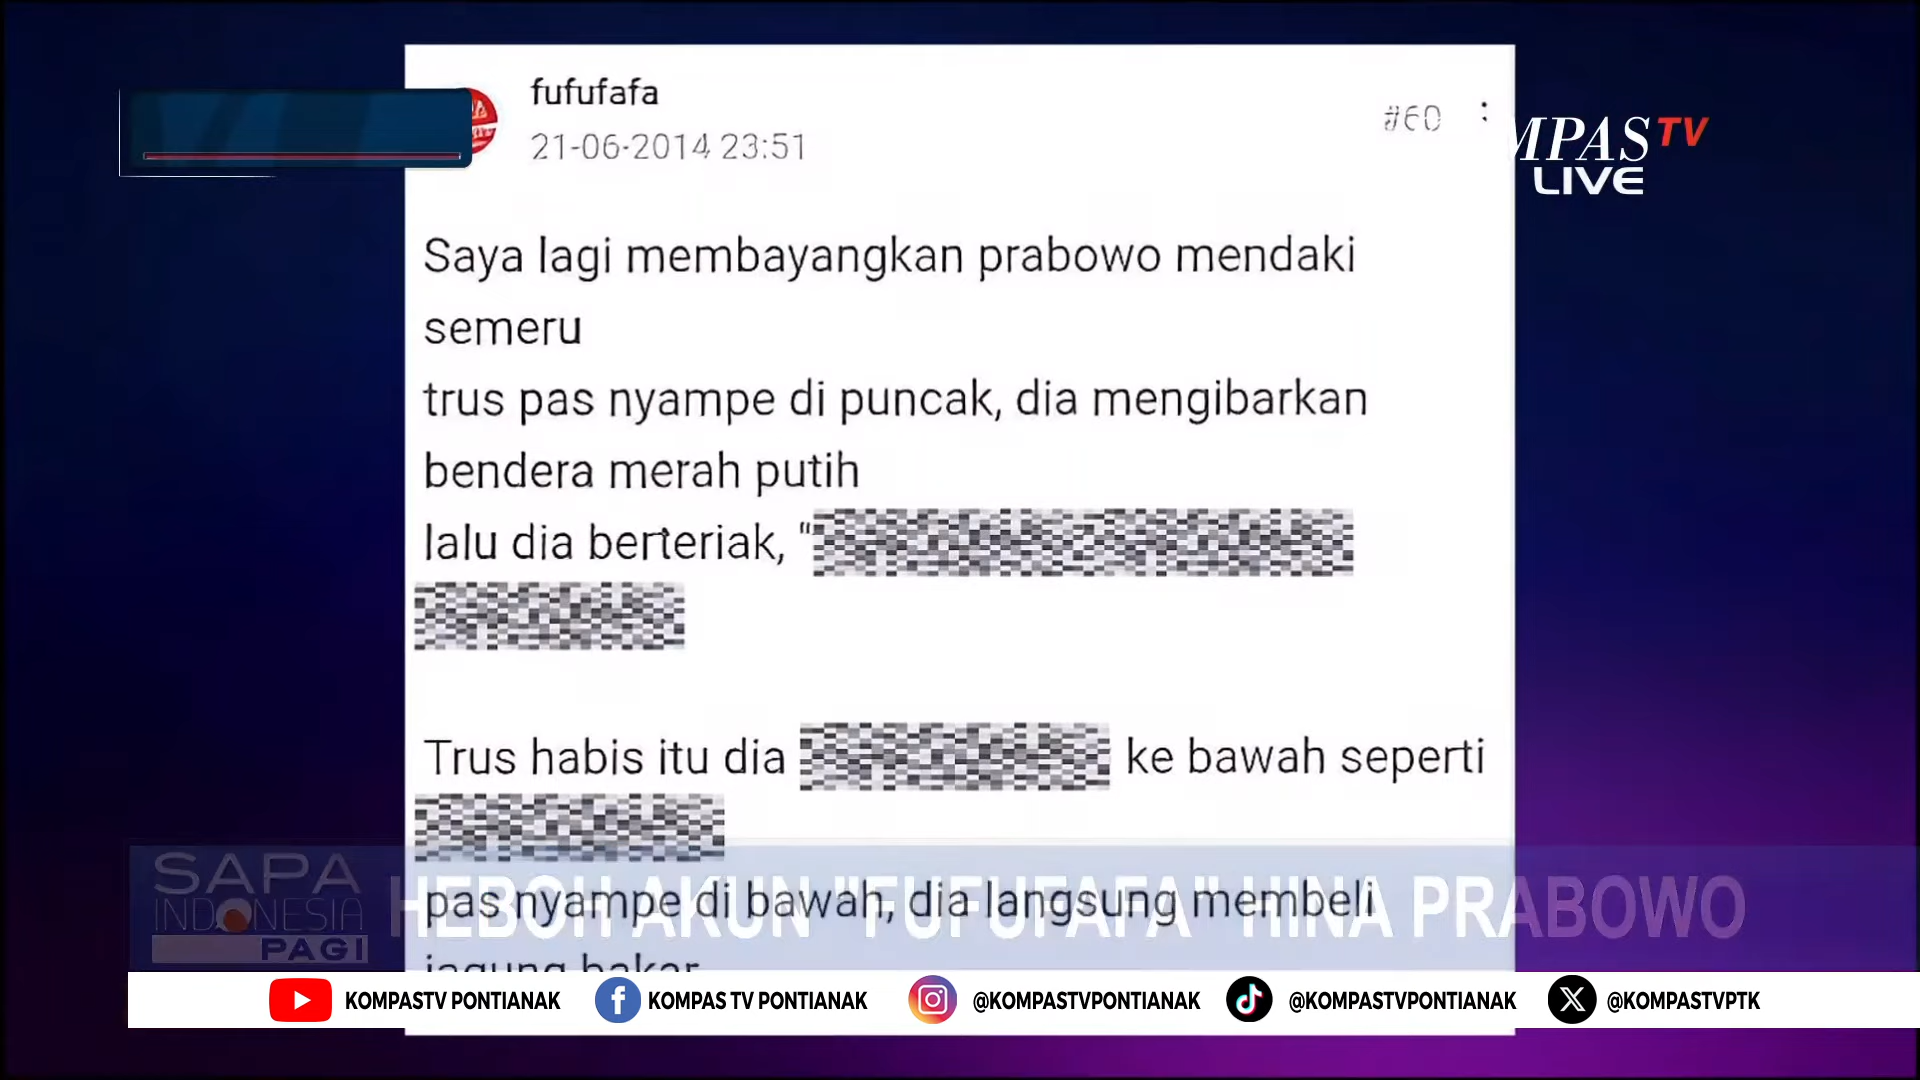 fufufafa
21-06-2014 23:51
#60
MPAS TV
LIVE
Saya lagi membayangkan prabowo mendaki
semeru
trus pas nyampe di puncak, dia mengibarkan
bendera merah putih
lalu dia berteriak, "
Trus habis itu dia ke bawah seperti
pas nyampe di bawah, dia langsung membeli
jagung bakar
SAPA
INDONESIA
PAGI
HEBOH AKUN "FUFUFAFA" HINA PRABOWO
KOMPASTV PONTIANAK KOMPAS TV PONTIANAK @KOMPASTVPONTIANAK @KOMPASTVPONTIANAK @KOMPASTVPTK